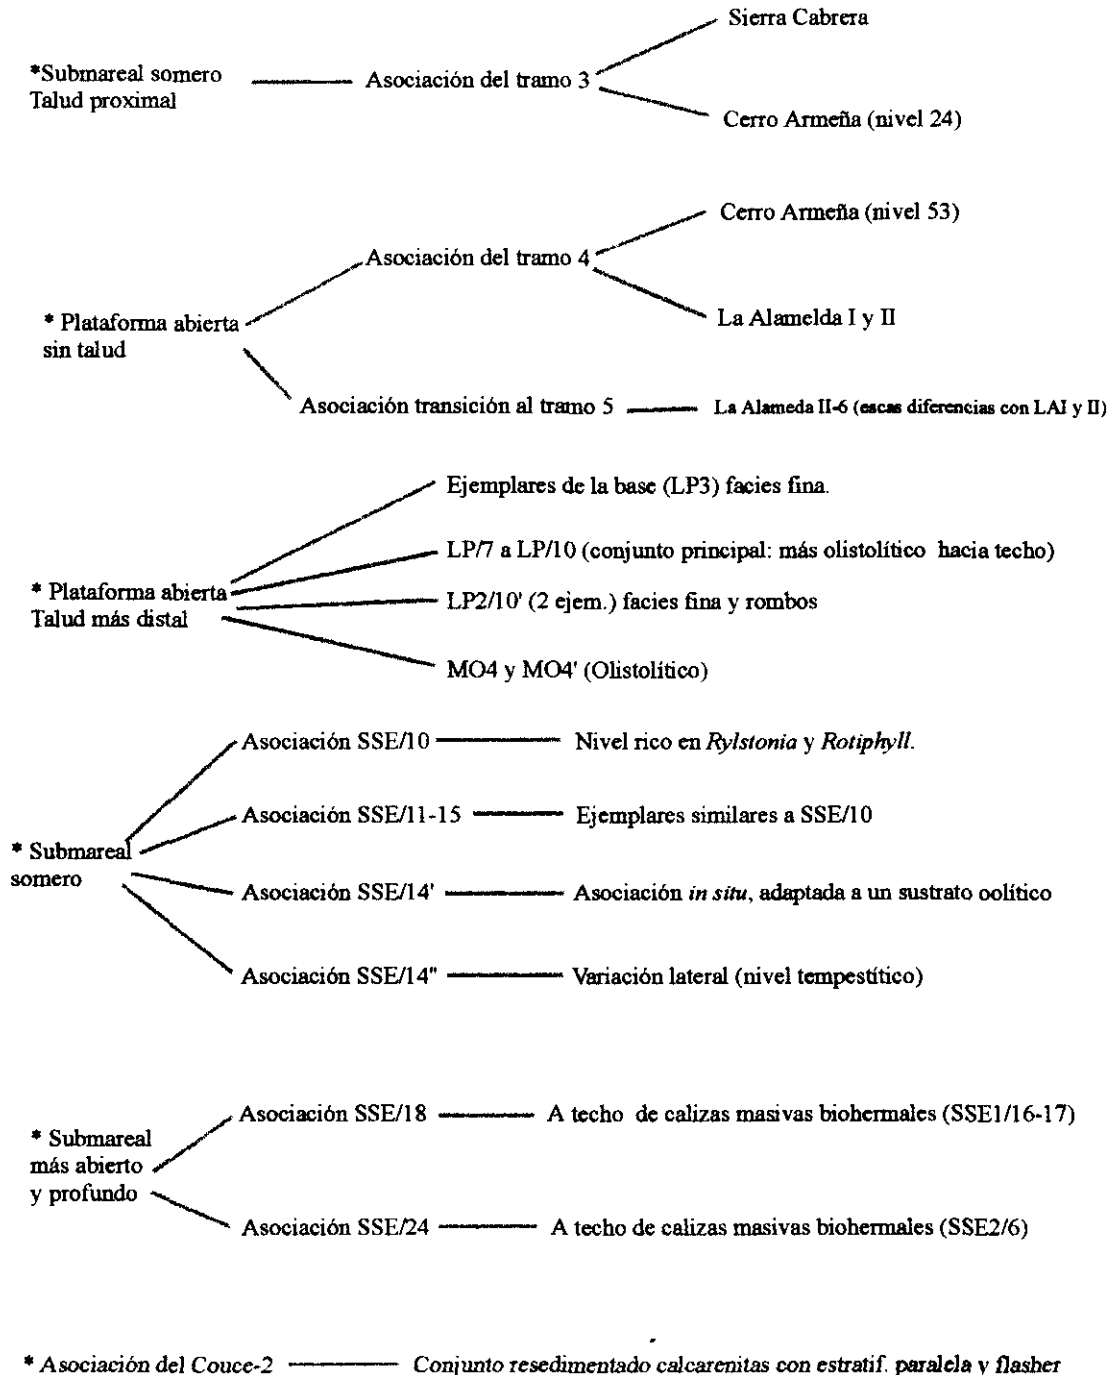 Sierra Cabrera
*Submareal somero
Talud proximal
Asociación del tramo 3
Cerro Armeña (nivel 24)
Cerro Armeña (nivel 53)
Asociación del tramo 4
* Plataforma abierta
sin talud
La Alamelda I y II
Asociación transición al tramo 5
La Alameda II-6 (escas diferencias con LAI y II)
Ejemplares de la base (LP3) facies fina.
LP/7 a LP/10 (conjunto principal: más olistolítico hacia techo)
* Plataforma abierta
Talud más distal
LP2/10' (2 ejem.) facies fina y rombos
MO4 y MO4' (Olistolítico)
Asociación SSE/10
Nivel rico en Rylstonia y Rotiphyll.
Asociación SSE/11-15
Ejemplares similares a SSE/10
* Submareal
somero
Asociación SSE/14'
Asociación in situ, adaptada a un sustrato oolítico
Asociación SSE/14"
Variación lateral (nivel tempestítico)
Asociación SSE/18
A techo de calizas masivas biohermales (SSE1/16-17)
* Submareal
más abierto
y profundo
Asociación SSE/24
A techo de calizas masivas biohermales (SSE2/6)
* Asociación del Couce-2
Conjunto resedimentado calcarenitas con estratif. paralela y flasher